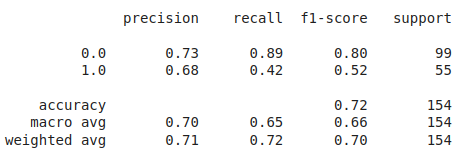 precision recall f1-score support
0.0 0.73 0.89 0.80 99
1.0 0.68 0.42 0.52 55
accuracy 0.72 154
macro avg 0.70 0.65 0.66 154
weighted avg 0.71 0.72 0.70 154